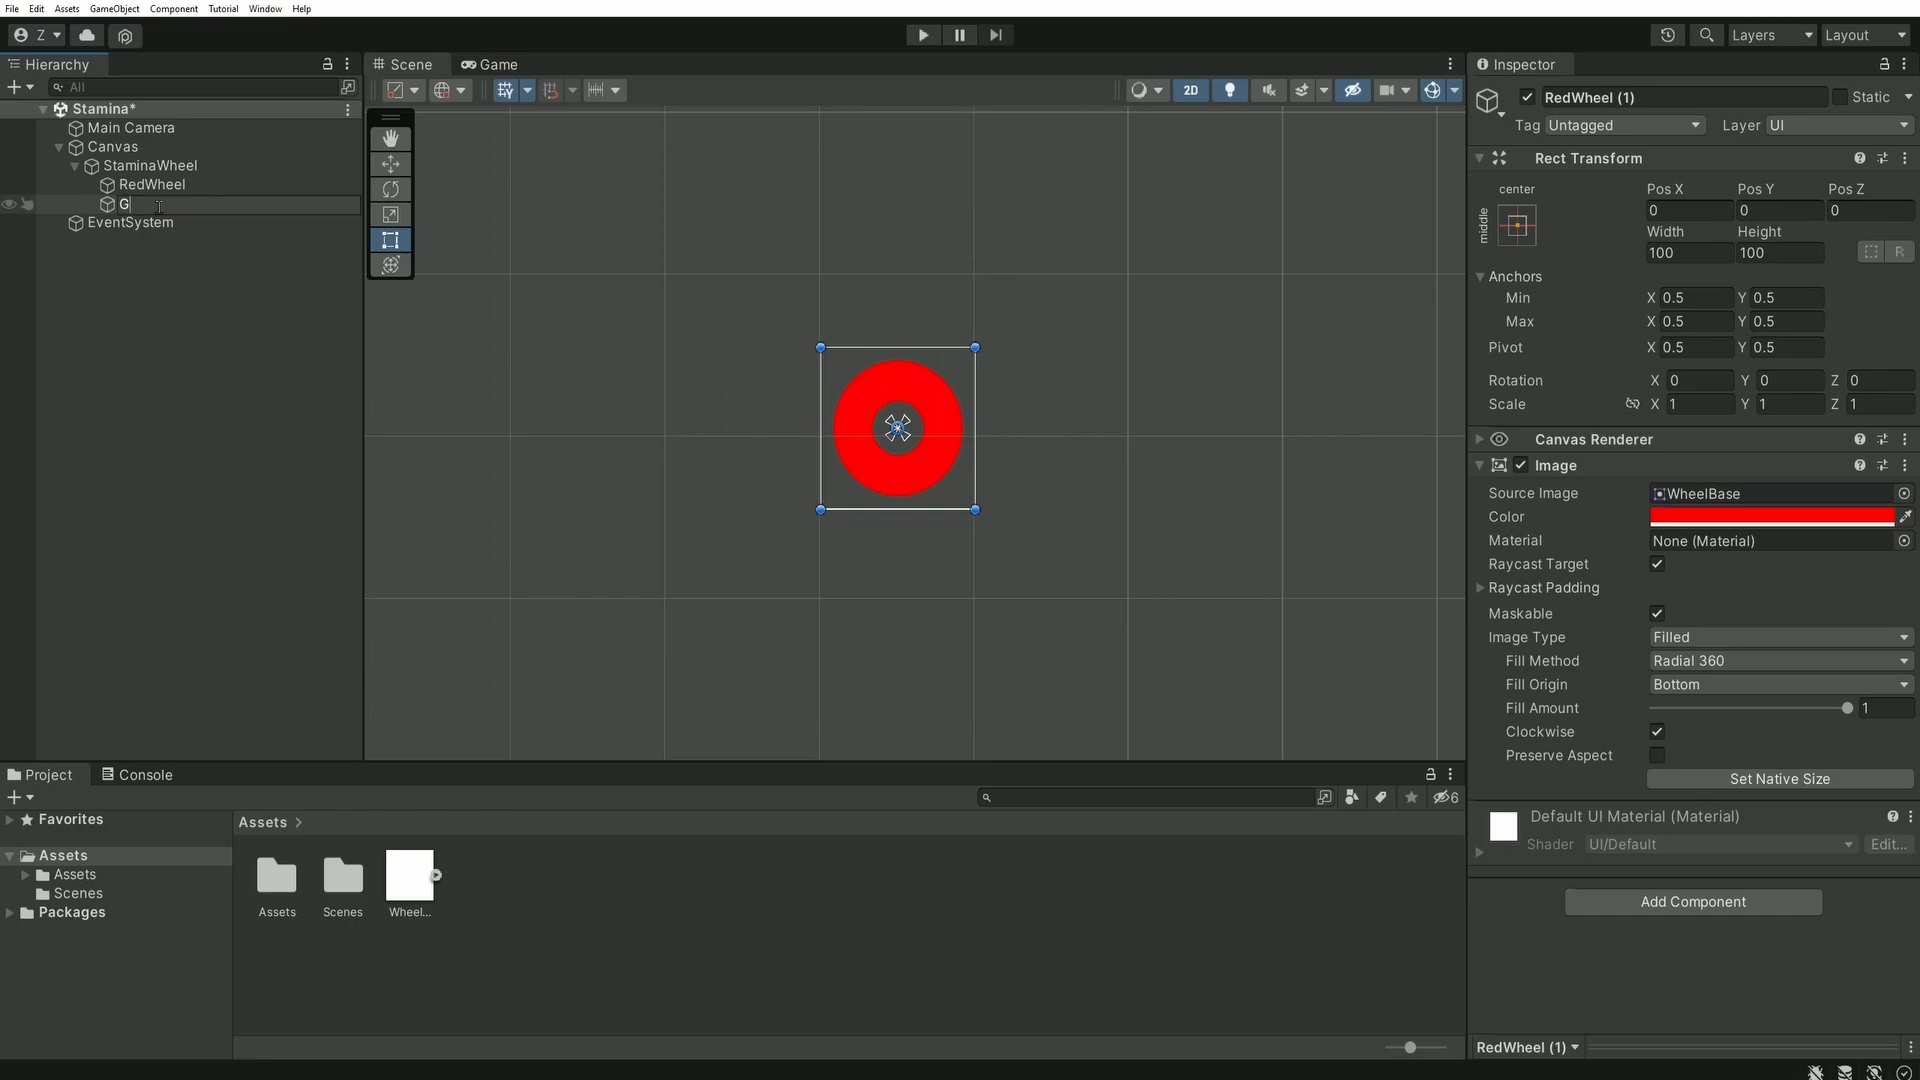 File Edit Assets GameObject Component Tutorial Window Help
Z
Layers
Layout
Hierarchy
All
Stamina*
Main Camera
Canvas
StaminaWheel
RedWheel
G
EventSystem
Scene
Game
2D
Inspector
RedWheel (1)
Static
Tag Untagged
Layer UI
Rect Transform
center
middle
Pos X Pos Y Pos Z
0 0 0
Width Height
100 100
R
Anchors
Min X 0.5 Y 0.5
Max X 0.5 Y 0.5
Pivot X 0.5 Y 0.5
Rotation X 0 Y 0 Z 0
Scale X 1 Y 1 Z 1
Canvas Renderer
Image
Source Image WheelBase
Color
Material None (Material)
Raycast Target
Raycast Padding
Maskable
Image Type Filled
Fill Method Radial 360
Fill Origin Bottom
Fill Amount 1
Clockwise
Preserve Aspect
Set Native Size
Default UI Material (Material)
Shader UI/Default Edit...
Add Component
RedWheel (1)
Project
Console
6
Favorites
Assets
Assets
Scenes
Packages
Assets >
Assets
Scenes
Wheel...